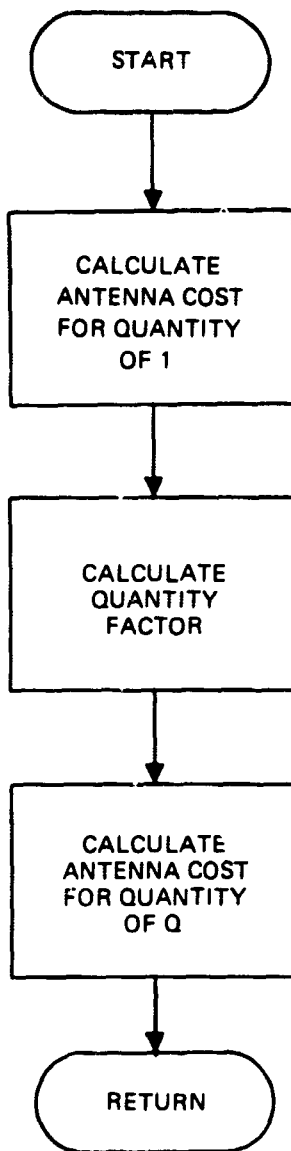 START
CALCULATE
ANTENNA COST
FOR QUANTITY
OF 1
CALCULATE
QUANTITY
FACTOR
CALCULATE
ANTENNA COST
FOR QUANTITY
OF Q
RETURN